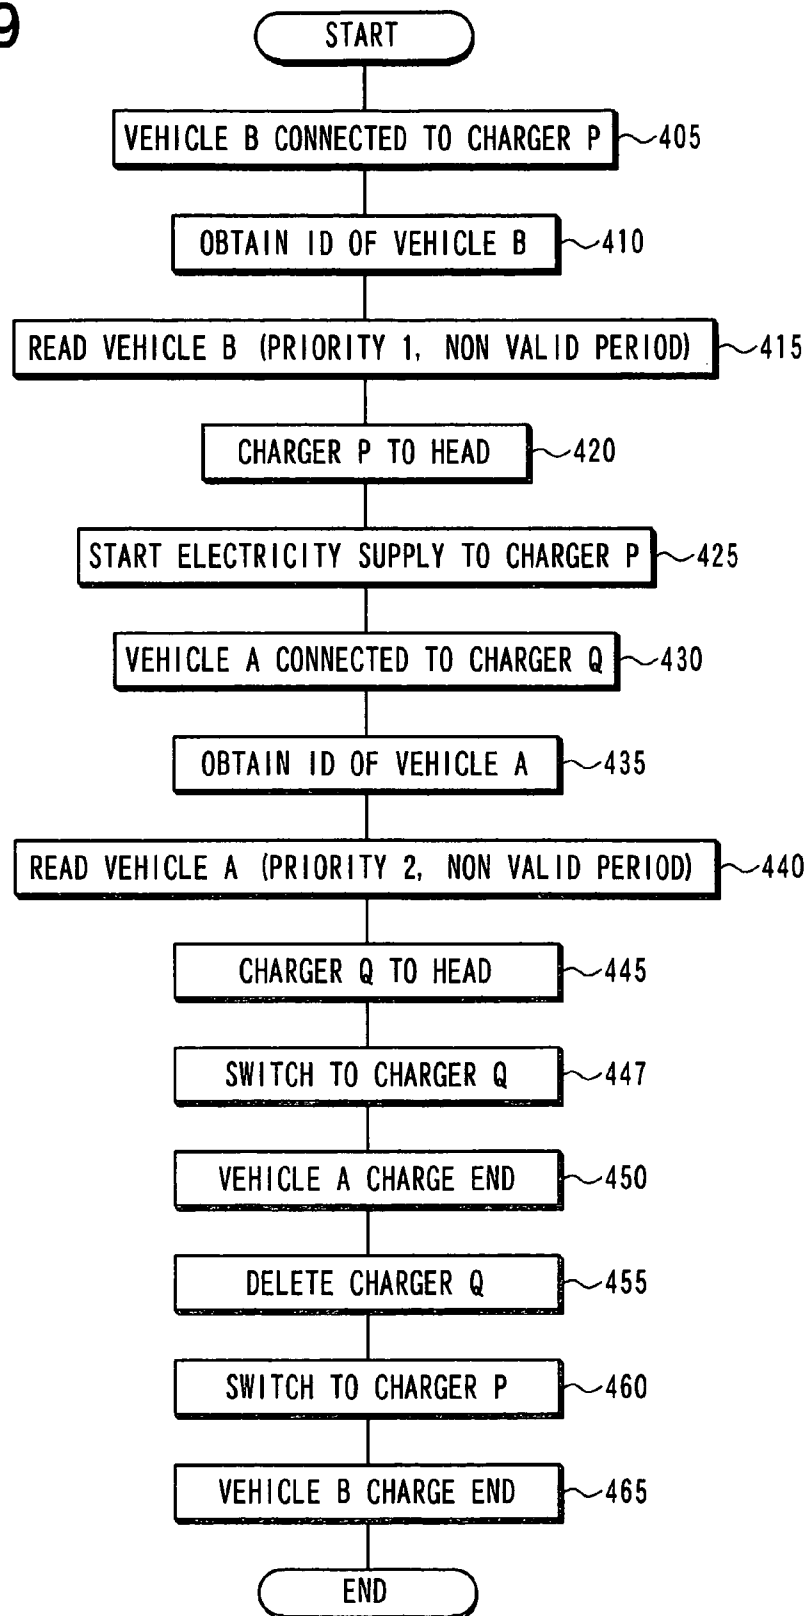 9
START
VEHICLE B CONNECTED TO CHARGER P 405
OBTAIN ID OF VEHICLE B 410
READ VEHICLE B (PRIORITY 1, NON VALID PERIOD) 415
CHARGER P TO HEAD 420
START ELECTRICITY SUPPLY TO CHARGER P 425
VEHICLE A CONNECTED TO CHARGER Q 430
OBTAIN ID OF VEHICLE A 435
READ VEHICLE A (PRIORITY 2, NON VALID PERIOD) 440
CHARGER Q TO HEAD 445
SWITCH TO CHARGER Q 447
VEHICLE A CHARGE END 450
DELETE CHARGER Q 455
SWITCH TO CHARGER P 460
VEHICLE B CHARGE END 465
END